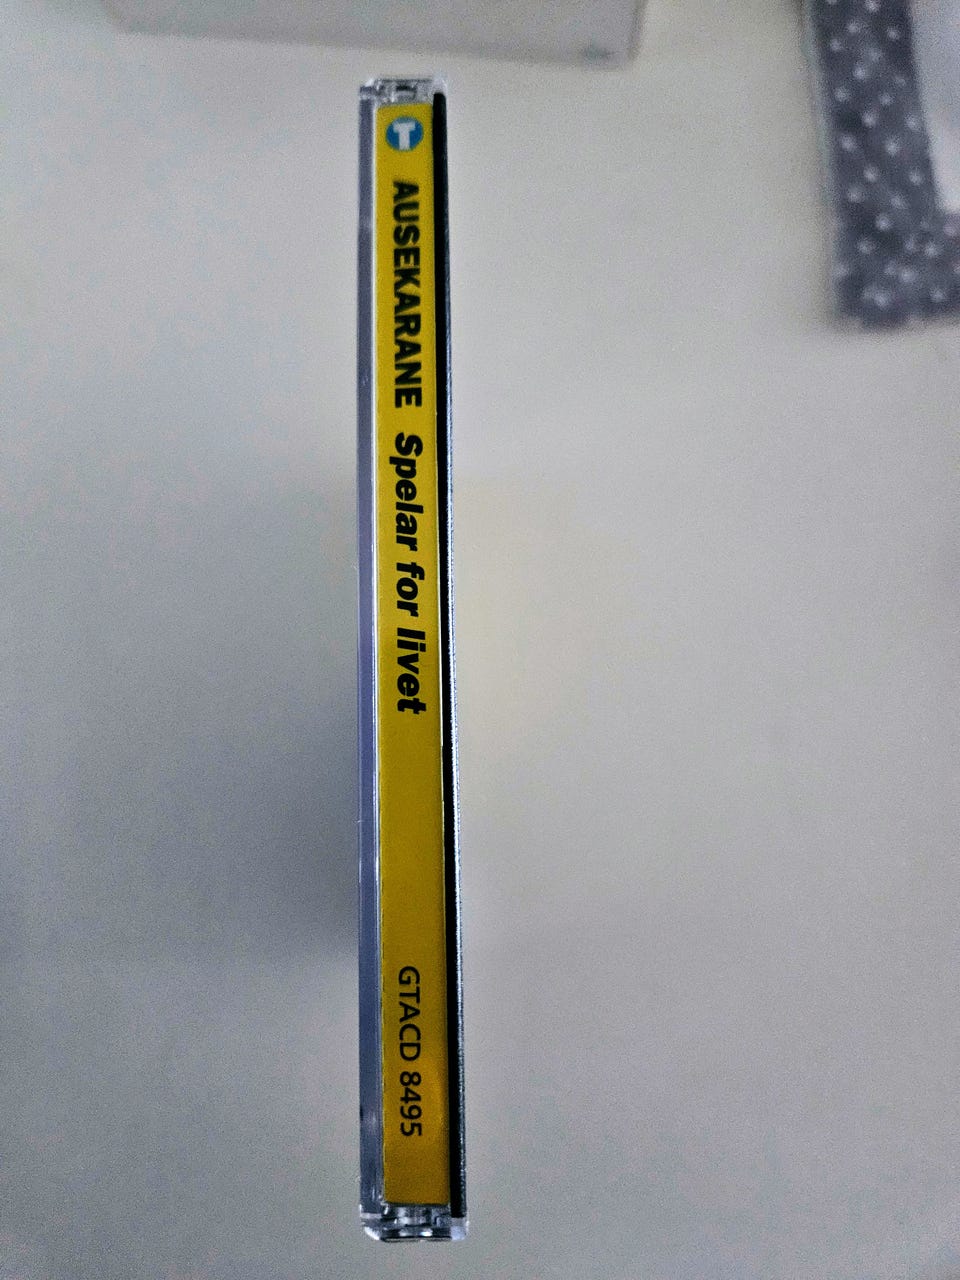 T
AUSEKARANE Spelar for livet
GTACD 8495